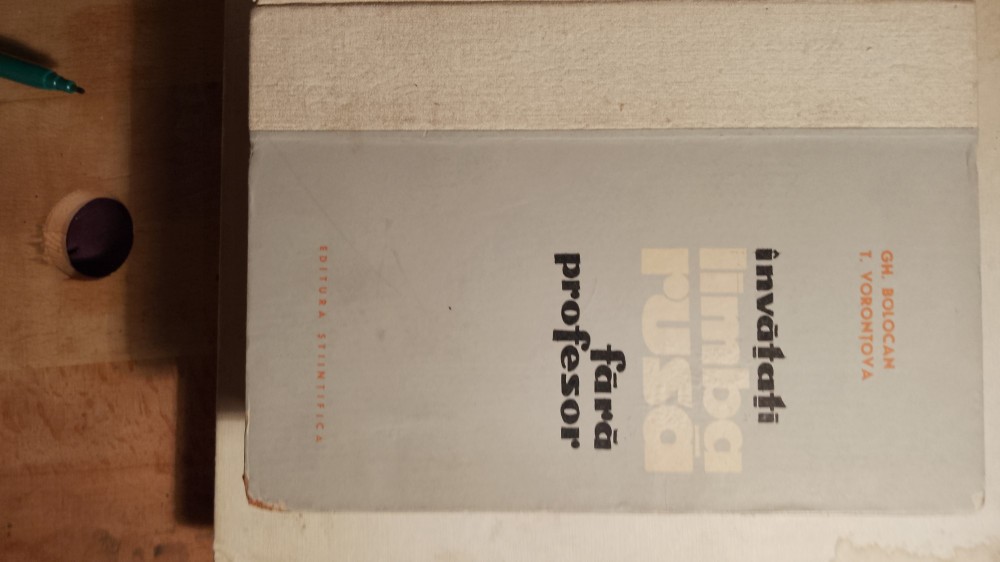 GH. BOLOCAN
T. VORONȚOVA
învățați
limba
rusă
fără
profesor
EDITURA ȘTIINȚIFICĂ